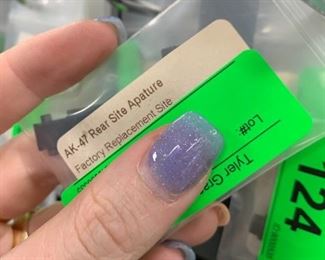 AK-47 Rear Site Apature
Factory Replacement Site
Lot#:
Tyler
124